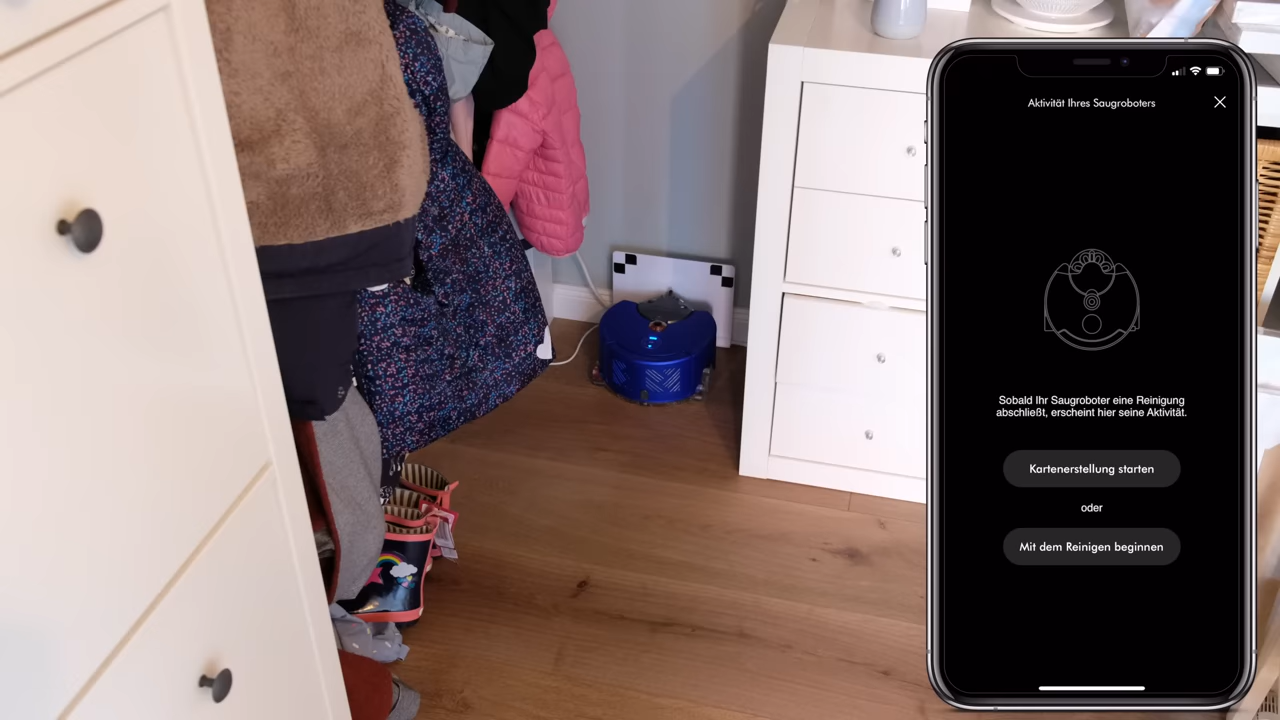 Aktivität Ihres Saugroboters
Sobald Ihr Saugroboter eine Reinigung
abschließt, erscheint hier seine Aktivität.
Kartenerstellung starten
oder
Mit dem Reinigen beginnen